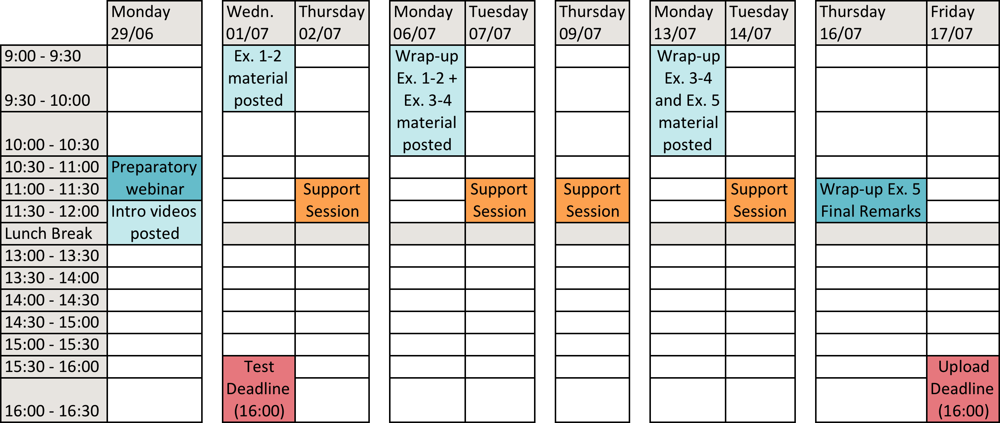 Monday
29/06
Wedn.
01/07
Thursday
02/07
Monday
06/07
Tuesday
07/07
Thursday
09/07
Monday
13/07
Tuesday
14/07
Thursday
16/07
Friday
17/07
9:00 - 9:30
9:30 - 10:00
10:00 - 10:30
10:30 - 11:00
11:00 - 11:30
11:30 - 12:00
Lunch Break
13:00 - 13:30
13:30 - 14:00
14:00 - 14:30
14:30 - 15:00
15:00 - 15:30
15:30 - 16:00
16:00 - 16:30
Preparatory
webinar
Intro videos
posted
Ex. 1-2
material
posted
Test
Deadline
(16:00)
Support
Session
Wrap-up
Ex. 1-2 +
Ex. 3-4
material
posted
Support
Session
Support
Session
Wrap-up
Ex. 3-4
and Ex. 5
material
posted
Support
Session
Wrap-up Ex. 5
Final Remarks
Upload
Deadline
(16:00)